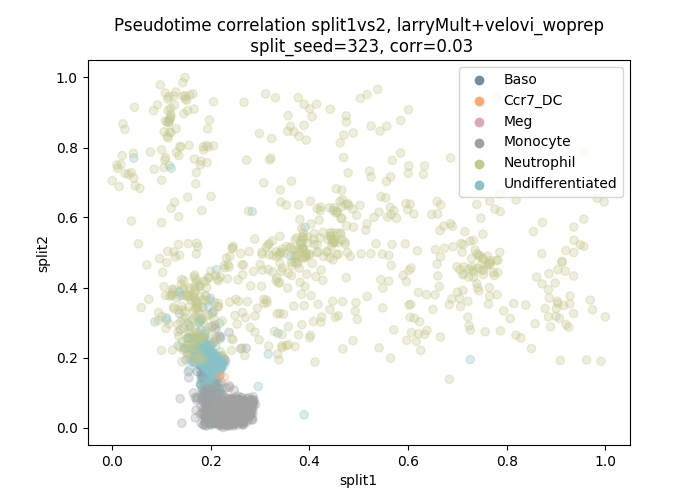 Pseudotime correlation split1vs2, larryMult+velovi_woprep
split_seed=323, corr=0.03
1.0
0.8
0.6
0.4
0.2
0.0
split2
Baso
Ccr7_DC
Meg
Monocyte
Neutrophil
Undifferentiated
0.0 0.2 0.4 0.6 0.8 1.0
split1